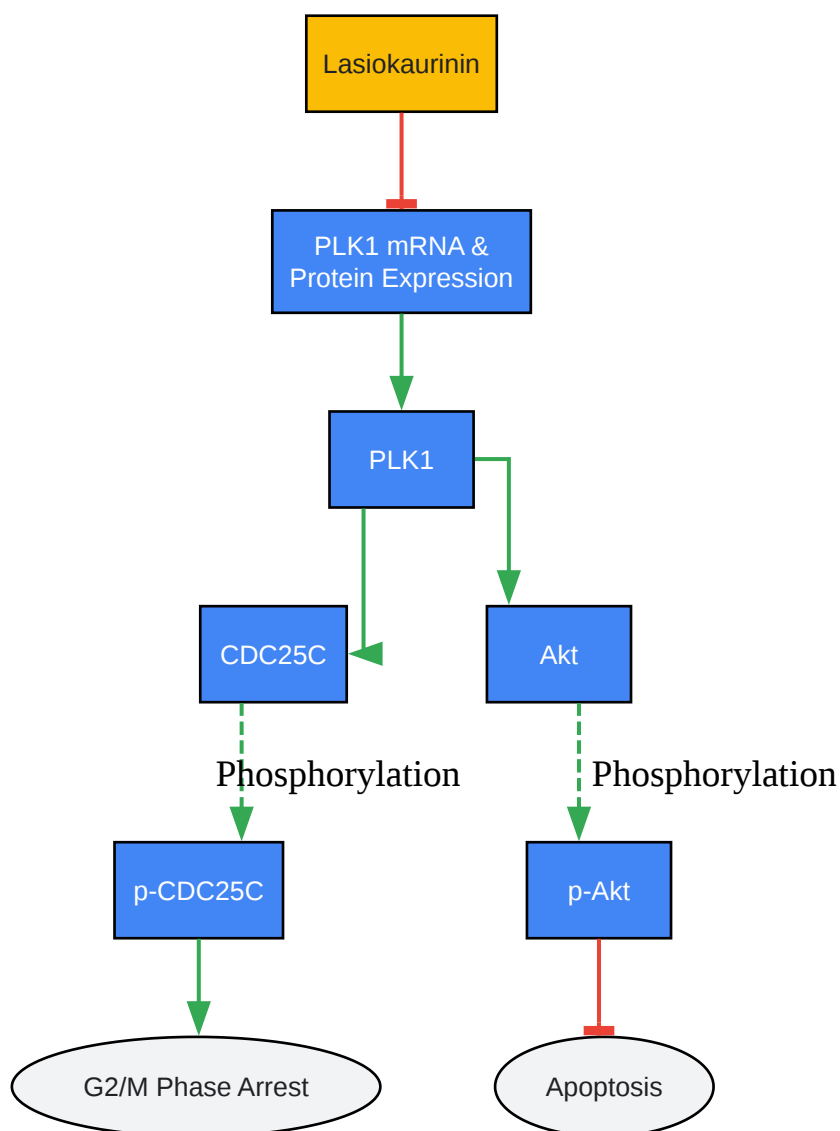 Lasiokaurinin
PLK1 mRNA &
Protein Expression
PLK1
CDC25C
Akt
Phosphorylation
Phosphorylation
p-CDC25C
p-Akt
G2/M Phase Arrest
Apoptosis